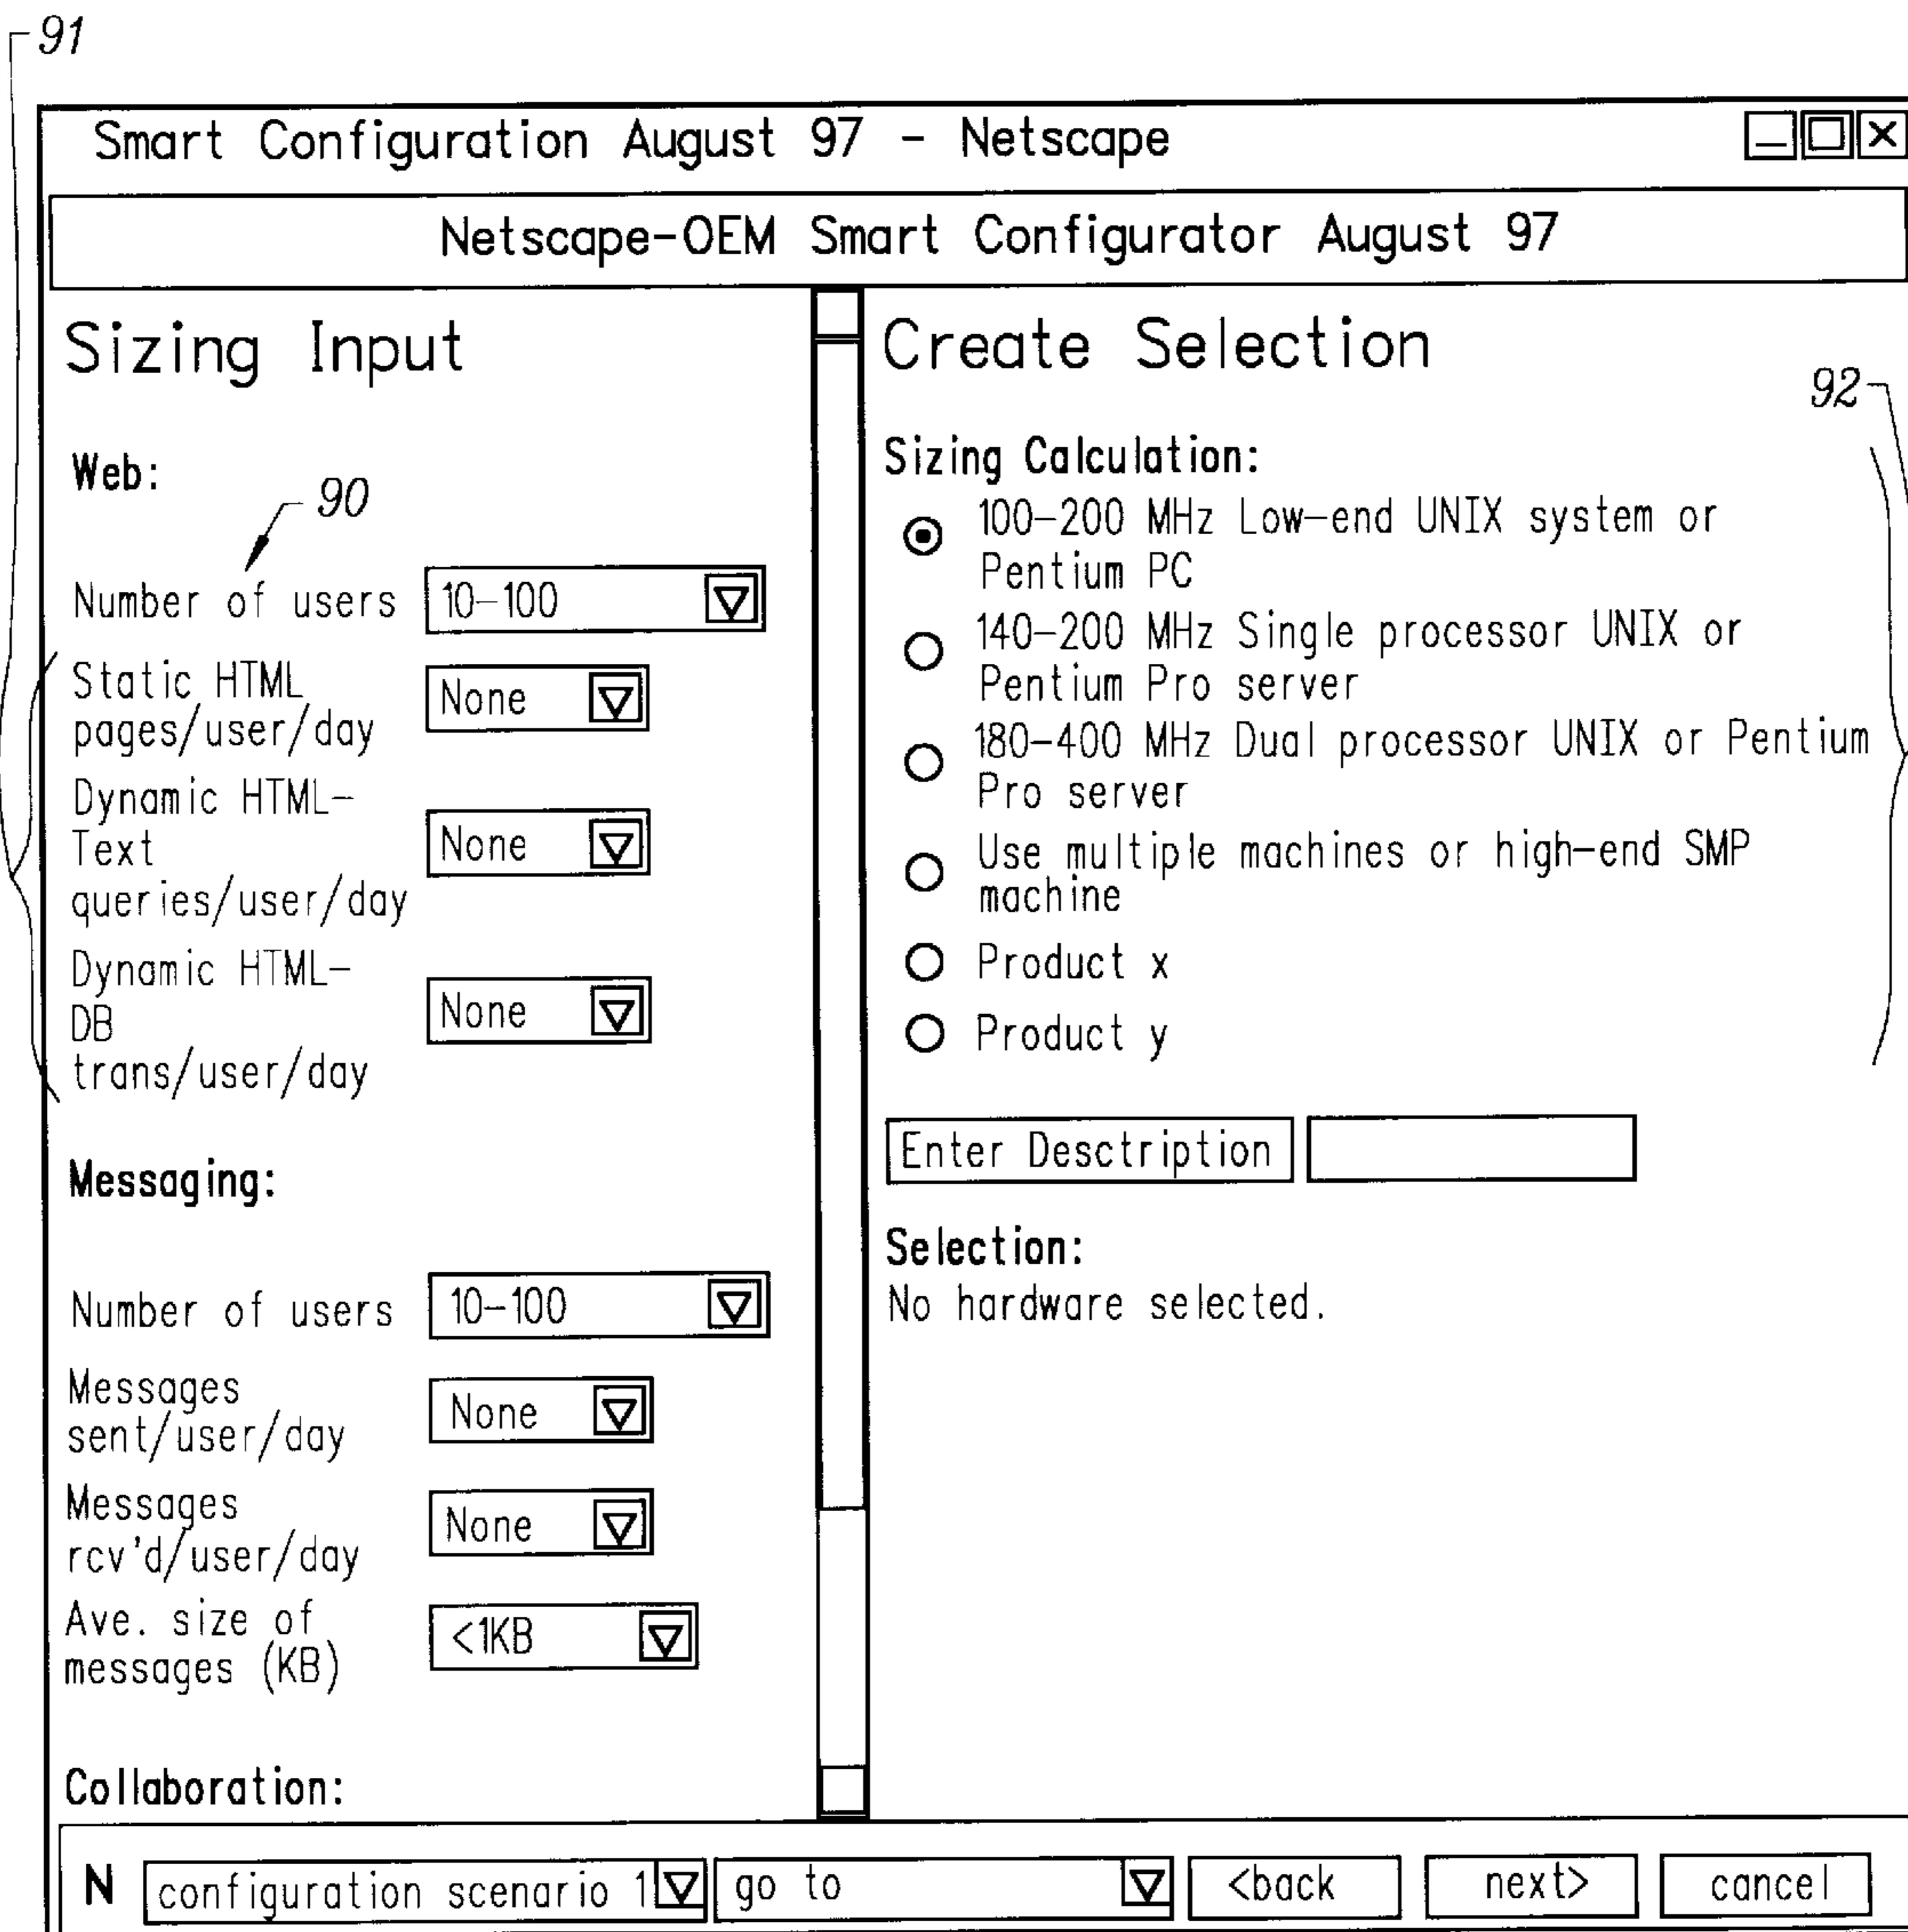 91
Smart Configuration August 97 - Netscape
Netscape-OEM Smart Configurator August 97
Sizing Input
Web:
90
Number of users 10-100
Static HTML
pages/user/day
None
Dynamic HTML-
Text
queries/user/day
None
Dynamic HTML-
DB
trans/user/day
None
Messaging:
Number of users 10-100
Messages
sent/user/day
None
Messages
rcv'd/user/day
None
Ave. size of
messages (KB)
<1KB
Collaboration:
Create Selection
92
Sizing Calculation:
100-200 MHz Low-end UNIX system or
Pentium PC
140-200 MHz Single processor UNIX or
Pentium Pro server
180-400 MHz Dual processor UNIX or Pentium
Pro server
Use multiple machines or high-end SMP
machine
Product x
Product y
Enter Desctription
Selection:
No hardware selected.
N configuration scenario 1 go to <back next> cancel